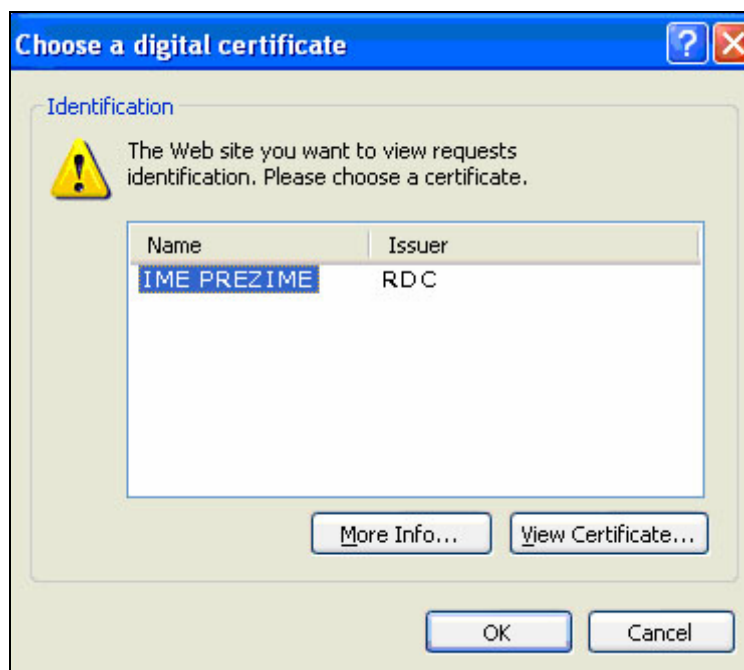 Choose a digital certificate
Identification
The Web site you want to view requests
identification. Please choose a certificate.
Name Issuer
IME PREZIME RDC
More Info... View Certificate...
OK Cancel